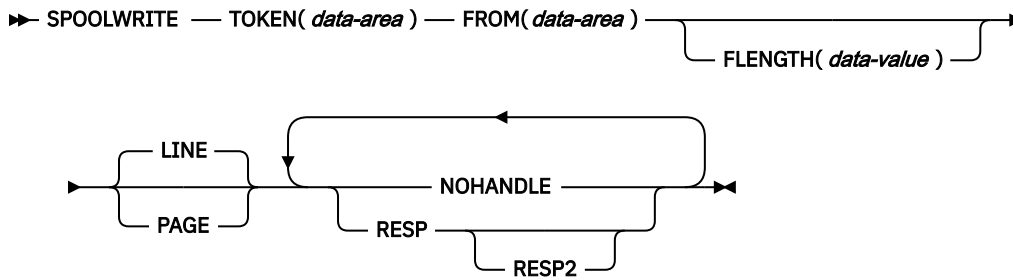 SPOOLWRITE TOKEN( data-area ) FROM( data-area )
FLENGTH( data-value )
LINE
PAGE
NOHANDLE
RESP
RESP2